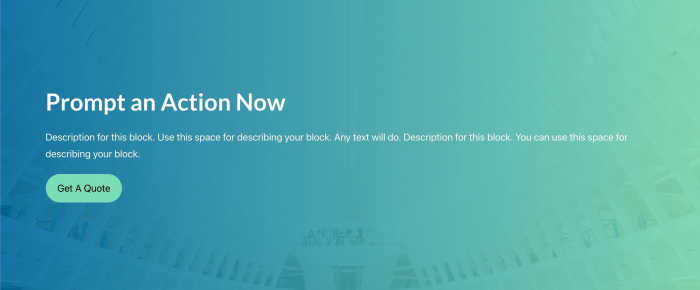 Prompt an Action Now
Description for this block. Use this space for describing your block. Any text will do. Description for this block. You can use this space for
describing your block.
Get A Quote